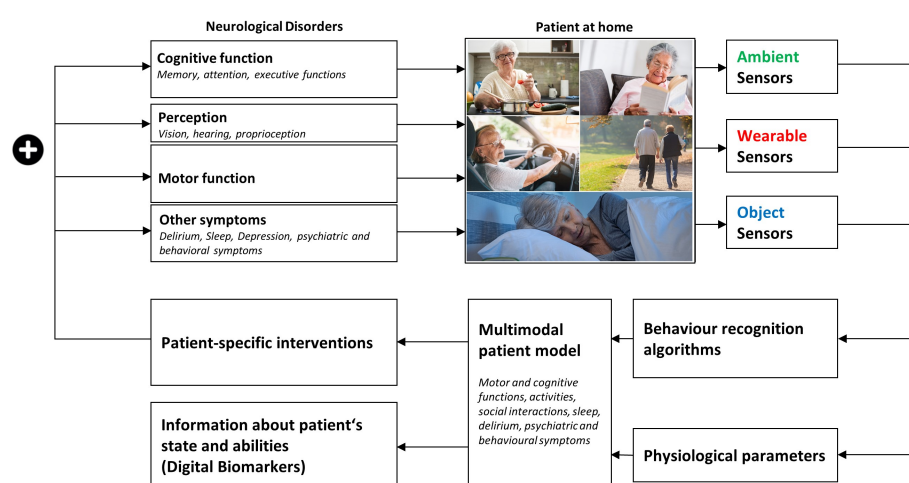 Neurological Disorders
Patient at home
Cognitive function
Memory, attention, executive functions
Perception
Vision, hearing, proprioception
Motor function
Other symptoms
Delirium, Sleep, Depression, psychiatric and
behavioral symptoms
Ambient
Sensors
Wearable
Sensors
Object
Sensors
Patient-specific interventions
Information about patient‘s
state and abilities
(Digital Biomarkers)
Multimodal
patient model
Motor and cognitive
functions, activities,
social interactions, sleep,
delirium, psychiatric and
behavioural symptoms
Behaviour recognition
algorithms
Physiological parameters